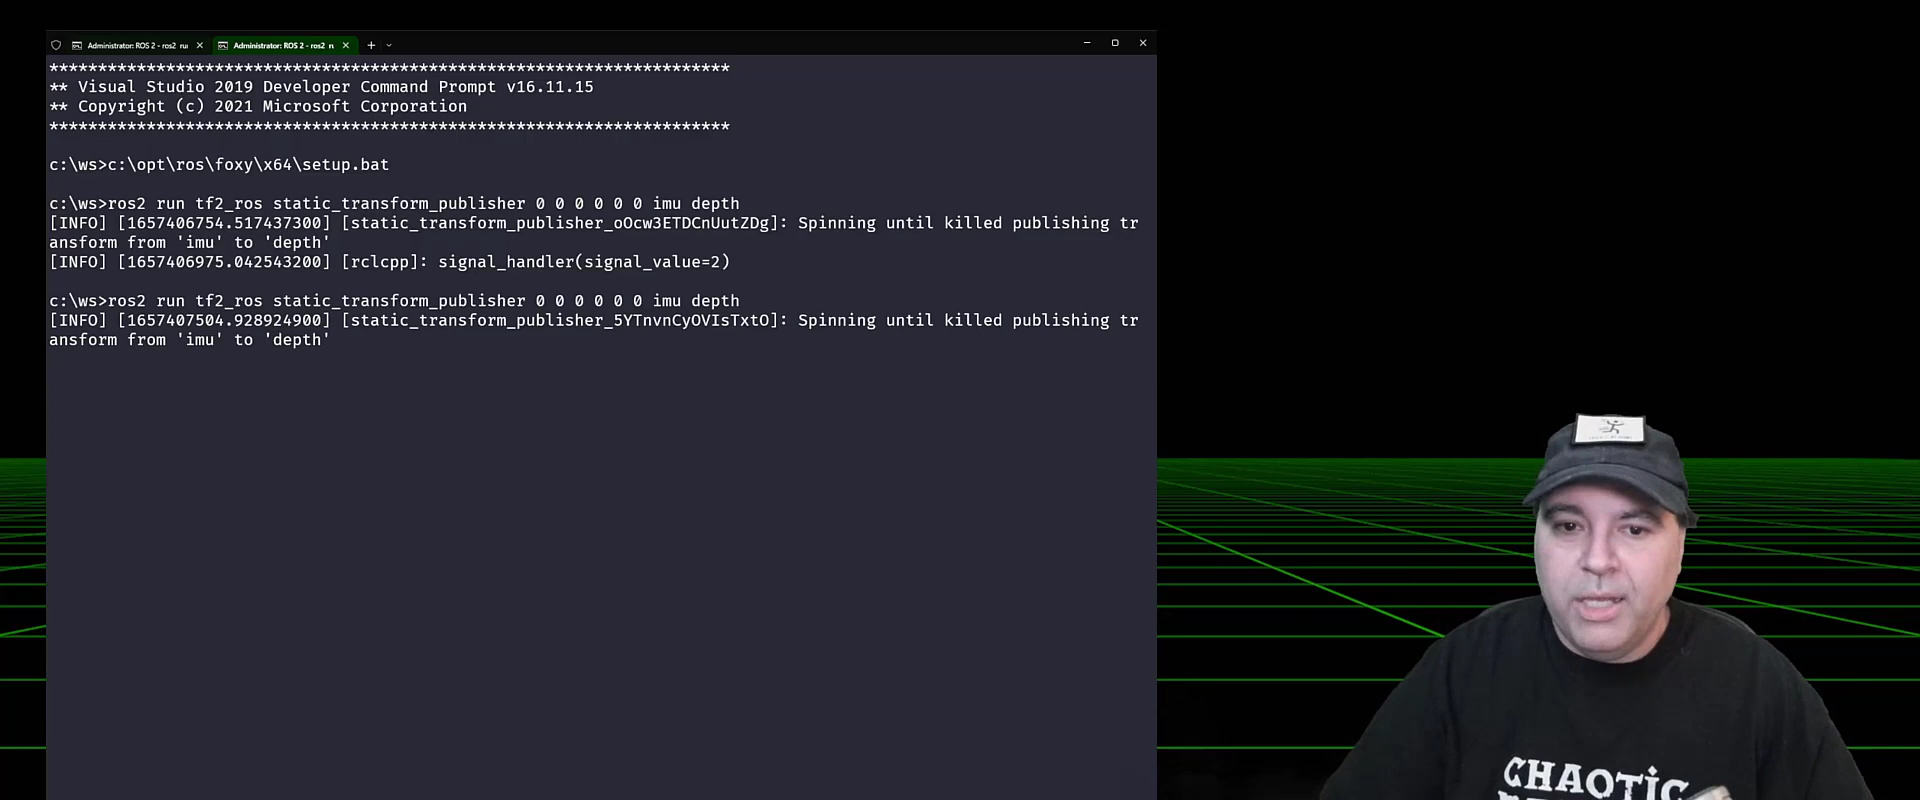 Administrator: ROS 2 - ros2 ru
Administrator: ROS 2 - ros2 r
**********************************************************************
** Visual Studio 2019 Developer Command Prompt v16.11.15
** Copyright (c) 2021 Microsoft Corporation
**********************************************************************
c:\ws>c:\opt\ros\foxy\x64\setup.bat
c:\ws>ros2 run tf2_ros static_transform_publisher 0 0 0 0 0 0 imu depth
[INFO] [1657406754.517437300] [static_transform_publisher_oOcw3ETDCnUutZDg]: Spinning until killed publishing tr
ansform from 'imu' to 'depth'
[INFO] [1657406975.042543200] [rclcpp]: signal_handler(signal_value=2)
c:\ws>ros2 run tf2_ros static_transform_publisher 0 0 0 0 0 0 imu depth
[INFO] [1657407504.928924900] [static_transform_publisher_5YTnvnCyOVIsTxtO]: Spinning until killed publishing tr
ansform from 'imu' to 'depth'
CHAOTIC